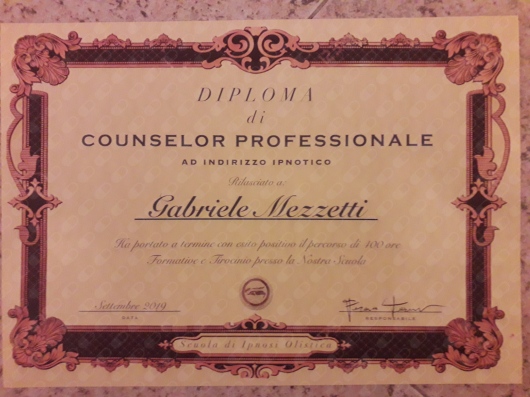 DIPLOMA
di
COUNSELOR PROFESSIONALE
AD INDIRIZZO IPNOTICO
Rilasciato a:
Gabriele Mezzetti
Ha portato a termine con esito positivo il percorso di 400 ore
Formative e Tirocinio presso la Nostra Scuola
Settembre 2019
DATA
RESPONSABILE
Scuola di Ipnosi Olistica